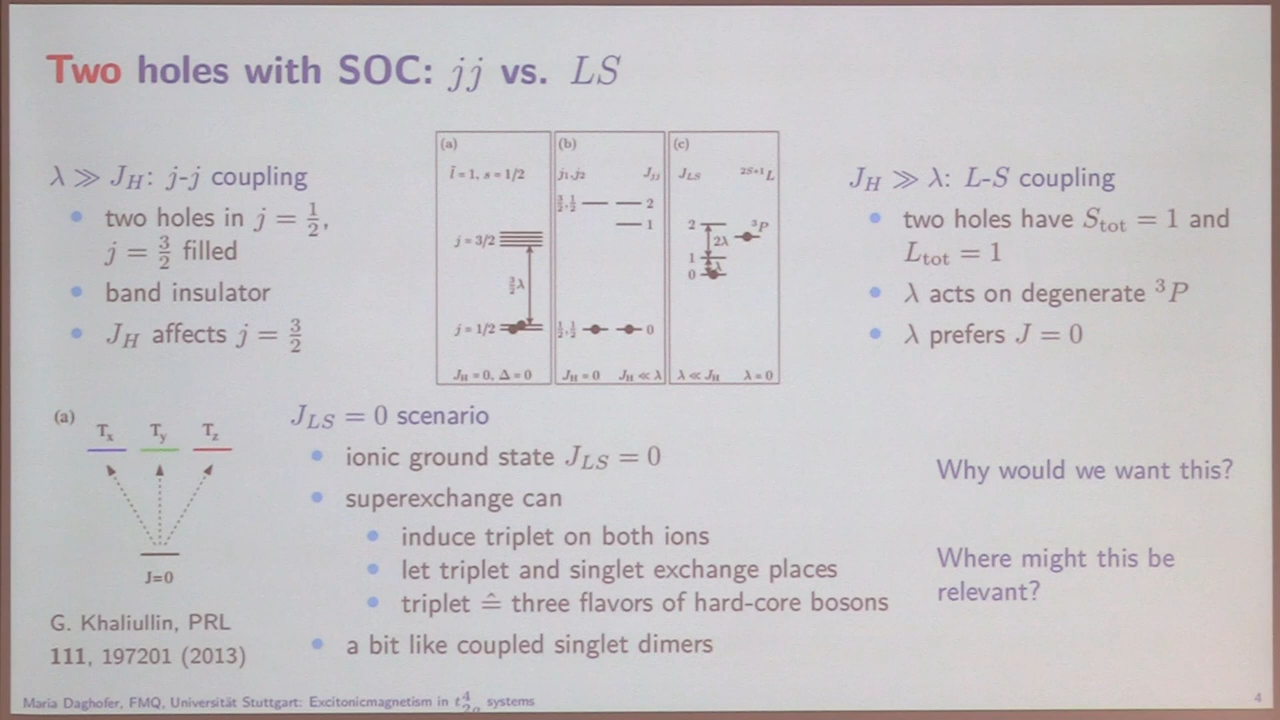 Two holes with SOC: jj vs. LS
λ ≫ J_H: j-j coupling
two holes in j = 1/2,
j = 3/2 filled
band insulator
J_H affects j = 3/2
(a)
l̃ = 1, s = 1/2
j = 3/2
3/2 λ
j = 1/2
J_H = 0, Δ = 0
(b)
j₁,j₂ J_jj
3/2,1/2 2
1
1/2,1/2 0
J_H = 0 J_H ≪ λ
(c)
J_LS ²ˢ⁺¹L
2 ³P
2λ
1
λ
0
λ ≪ J_H λ = 0
J_H ≫ λ: L-S coupling
two holes have S_tot = 1 and
L_tot = 1
λ acts on degenerate ³P
λ prefers J = 0
(a)
T_x T_y T_z
J=0
G. Khaliullin, PRL
111, 197201 (2013)
J_LS = 0 scenario
ionic ground state J_LS = 0
superexchange can
induce triplet on both ions
let triplet and singlet exchange places
triplet ≙ three flavors of hard-core bosons
a bit like coupled singlet dimers
Why would we want this?
Where might this be
relevant?
Maria Daghofer, FMQ, Universität Stuttgart: Excitonicmagnetism in t⁴₂g systems
4